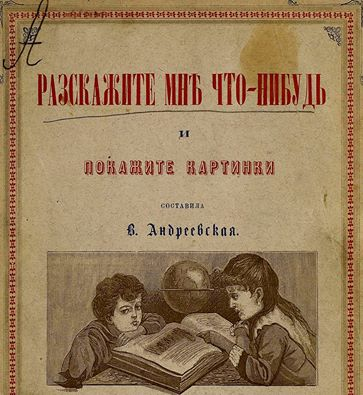 А
РАЗСКАЖИТЕ МНѢ ЧТО-НИБУДЬ
И
ПОКАЖИТЕ КАРТИНКИ
СОСТАВИЛА
В. Андреевская.